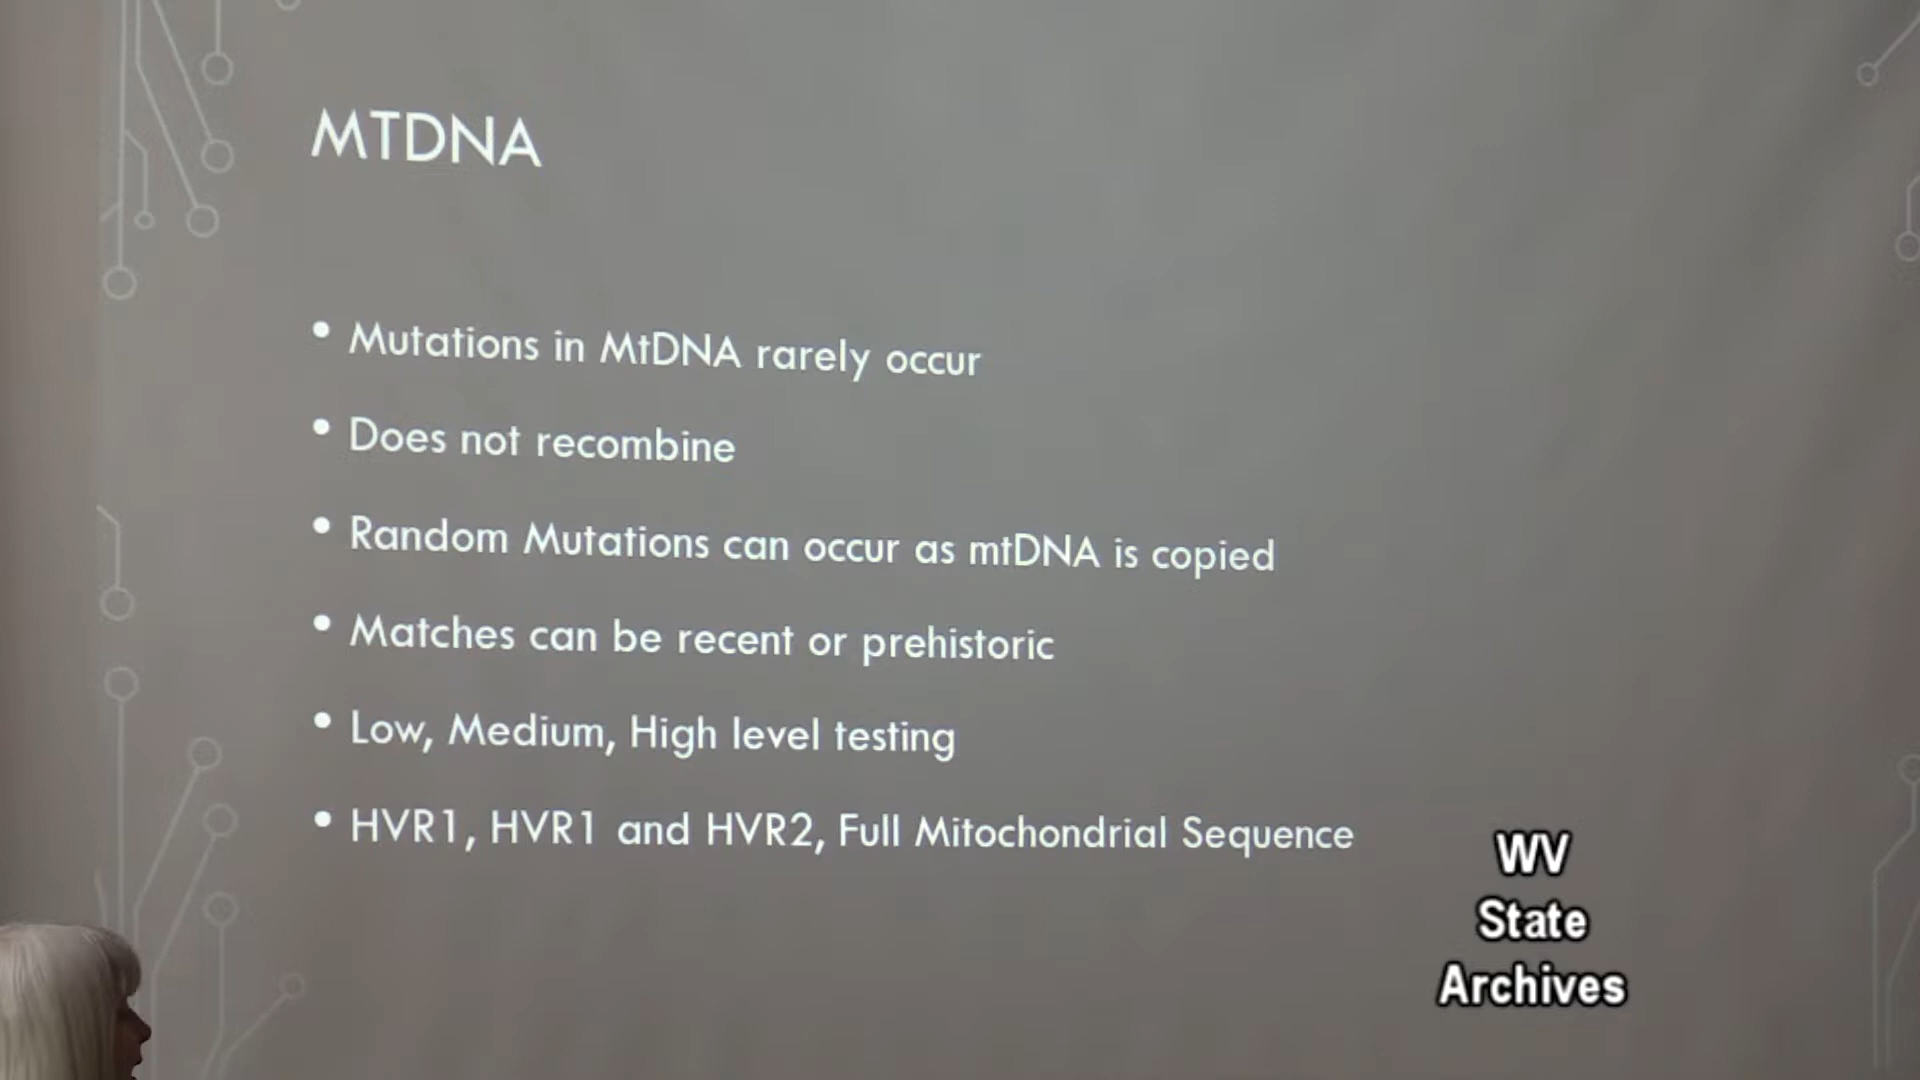 MTDNA
• Mutations in MtDNA rarely occur
• Does not recombine
• Random Mutations can occur as mtDNA is copied
• Matches can be recent or prehistoric
• Low, Medium, High level testing
• HVR1, HVR1 and HVR2, Full Mitochondrial Sequence
WV
State
Archives